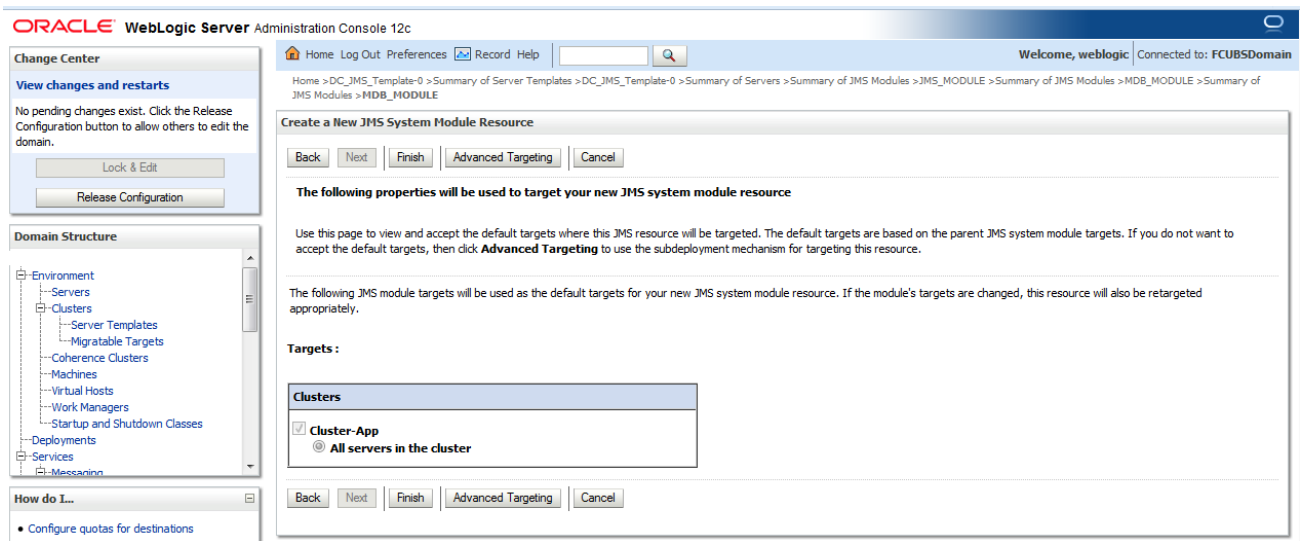 ORACLE WebLogic Server Administration Console 12c
Change Center
View changes and restarts
No pending changes exist. Click the Release
Configuration button to allow others to edit the
domain.
Lock & Edit
Release Configuration
Domain Structure
Environment
Servers
Clusters
Server Templates
Migratable Targets
Coherence Clusters
Machines
Virtual Hosts
Work Managers
Startup and Shutdown Classes
Deployments
Services
Messaging
How do I...
Configure quotas for destinations
Home Log Out Preferences Record Help
Welcome, weblogic Connected to: FCUBSDomain
Home >DC_JMS_Template-0 >Summary of Server Templates >DC_JMS_Template-0 >Summary of Servers >Summary of JMS Modules >JMS_MODULE >Summary of JMS Modules >MDB_MODULE >Summary of
JMS Modules >MDB_MODULE
Create a New JMS System Module Resource
Back Next Finish Advanced Targeting Cancel
The following properties will be used to target your new JMS system module resource
Use this page to view and accept the default targets where this JMS resource will be targeted. The default targets are based on the parent JMS system module targets. If you do not want to
accept the default targets, then click Advanced Targeting to use the subdeployment mechanism for targeting this resource.
The following JMS module targets will be used as the default targets for your new JMS system module resource. If the module's targets are changed, this resource will also be retargeted
appropriately.
Targets :
Clusters
Cluster-App
All servers in the cluster
Back Next Finish Advanced Targeting Cancel